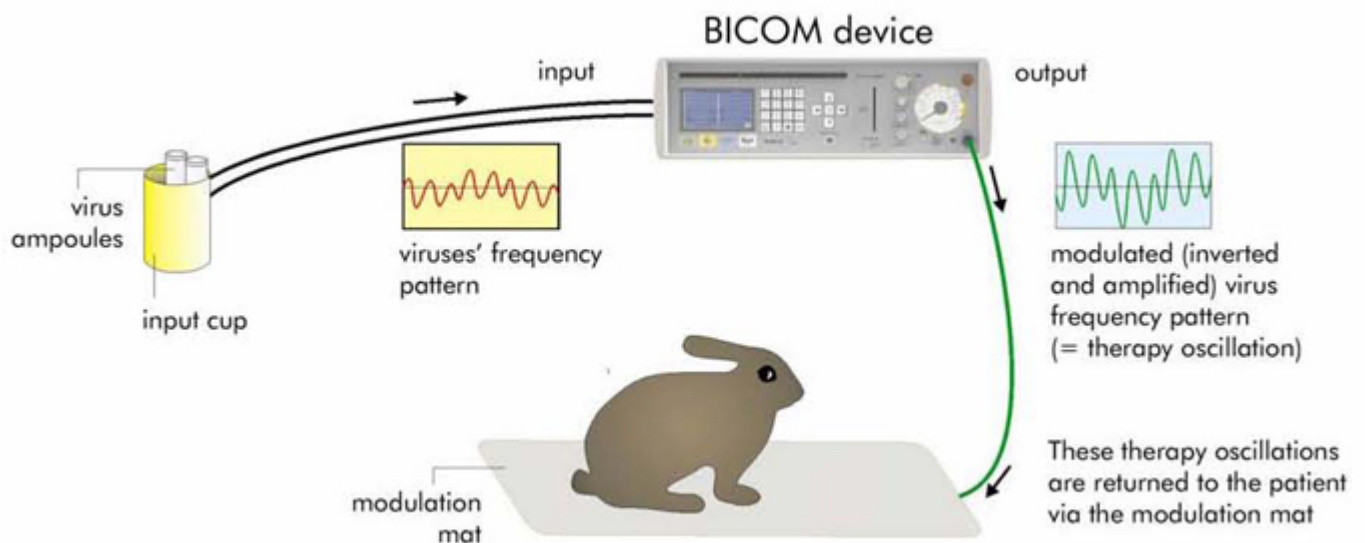 BICOM device
input
output
virus
ampoules
input cup
viruses’ frequency
pattern
modulated (inverted
and amplified) virus
frequency pattern
(= therapy oscillation)
modulation
mat
These therapy oscillations
are returned to the patient
via the modulation mat